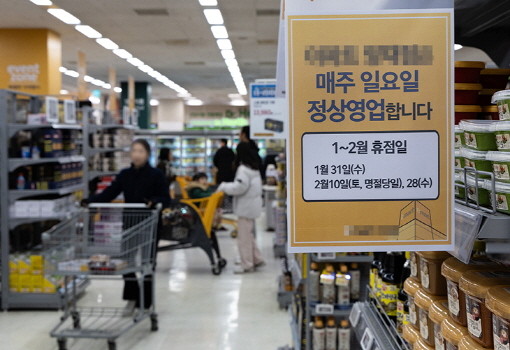 매주 일요일
정상영업합니다
1~2월 휴점일
1월 31일(수)
2월10일(토, 명절당일), 28(수)
event
zone